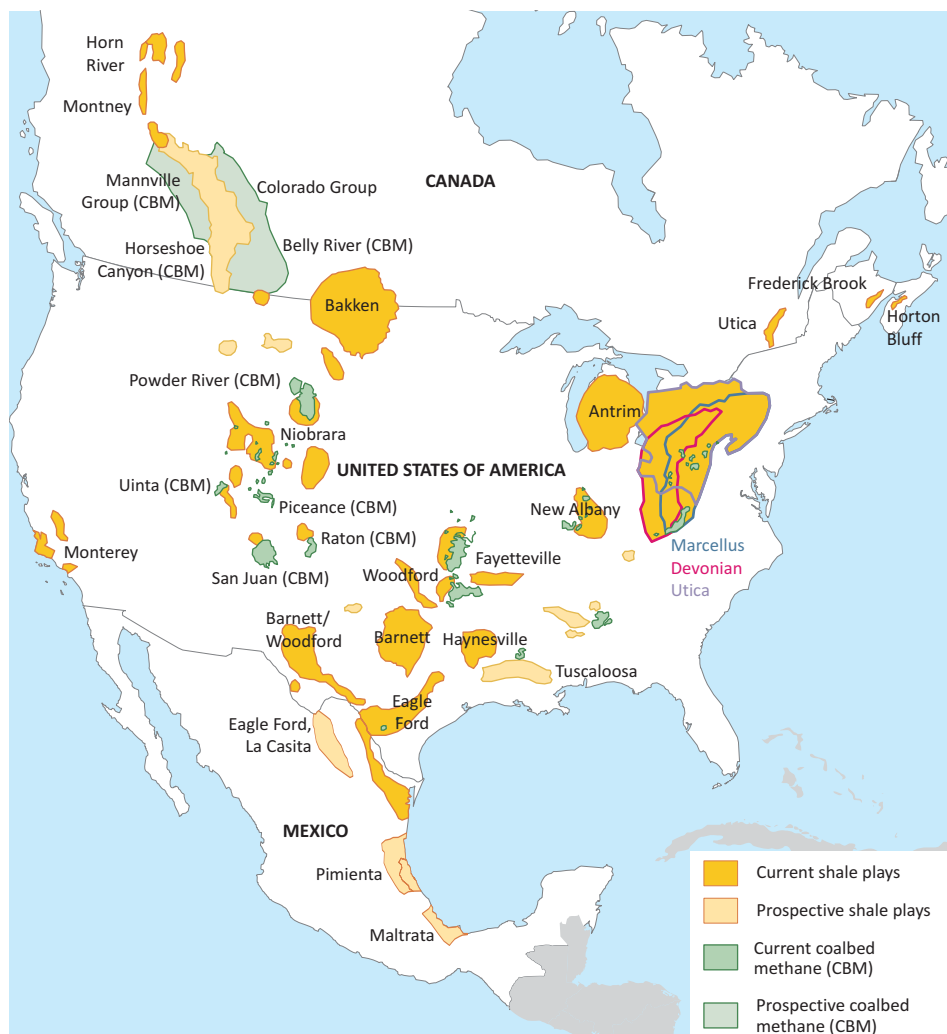 Horn
River
Montney
Mannville
Group (CBM)
Colorado Group
CANADA
Horseshoe
Canyon (CBM)
Belly River (CBM)
Bakken
Frederick Brook
Utica
Horton
Bluff
Powder River (CBM)
Antrim
Niobrara
UNITED STATES OF AMERICA
Uinta (CBM)
Piceance (CBM)
New Albany
Monterey
Raton (CBM)
San Juan (CBM)
Woodford
Fayetteville
Marcellus
Devonian
Utica
Barnett/
Woodford
Barnett
Haynesville
Tuscaloosa
Eagle
Ford
Eagle Ford,
La Casita
MEXICO
Pimienta
Maltrata
Current shale plays
Prospective shale plays
Current coalbed
methane (CBM)
Prospective coalbed
methane (CBM)